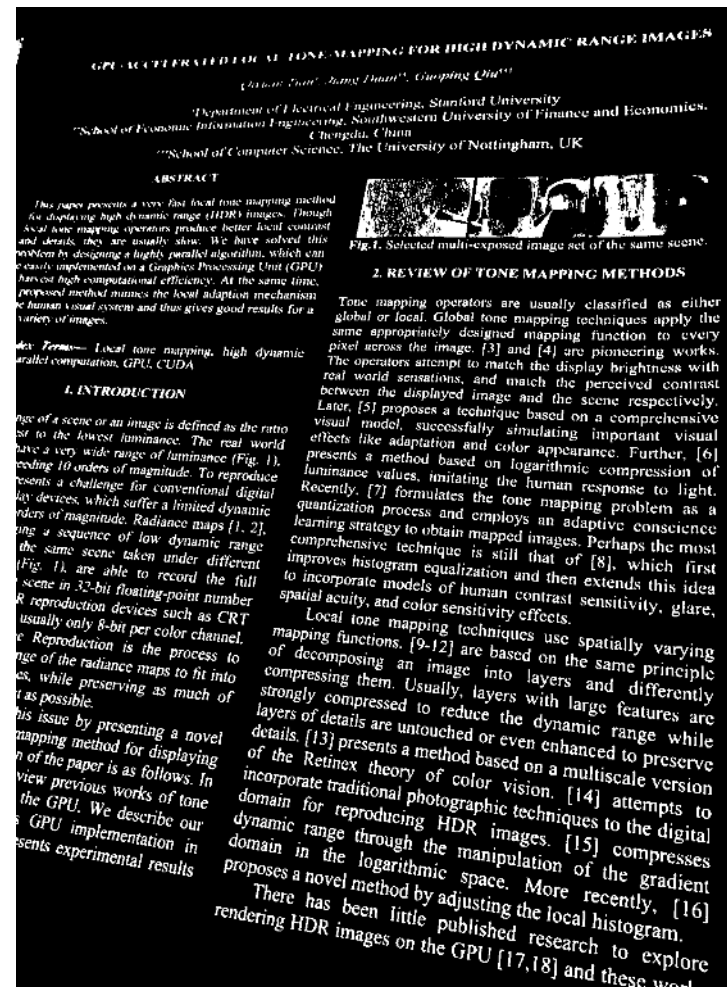 GPU-ACCELERATED LOCAL TONE-MAPPING FOR HIGH DYNAMIC RANGE IMAGES
Jiang Duan**, Guoping Qiu***
*Department of Electrical Engineering, Stanford University
**School of Economic Information Engineering, Southwestern University of Finance and Economics,
Chengdu, China
***School of Computer Science, The University of Nottingham, UK
ABSTRACT
This paper presents a very fast local tone mapping method
for displaying high dynamic range (HDR) images. Though
local tone mapping operators produce better local contrast
and details, they are usually slow. We have solved this
problem by designing a highly parallel algorithm, which can
easily implemented on a Graphics Processing Unit (GPU)
harvest high computational efficiency. At the same time,
proposed method mimics the local adaption mechanism
human visual system and thus gives good results for a
variety of images.
Terms— Local tone mapping, high dynamic
parallel computation, GPU, CUDA
1. INTRODUCTION
of a scene or an image is defined as the ratio
to the lowest luminance. The real world
have a very wide range of luminance (Fig. 1),
10 orders of magnitude. To reproduce
a challenge for conventional digital
devices, which suffer a limited dynamic
orders of magnitude. Radiance maps [1, 2],
a sequence of low dynamic range
the same scene taken under different
(Fig. 1), are able to record the full
scene in 32-bit floating-point number
reproduction devices such as CRT
usually only 8-bit per color channel.
Reproduction is the process to
of the radiance maps to fit into
while preserving as much of
as possible.
this issue by presenting a novel
mapping method for displaying
of the paper is as follows. In
previous works of tone
the GPU. We describe our
GPU implementation in
experimental results
Fig.1. Selected multi-exposed image set of the same scene.
2. REVIEW OF TONE MAPPING METHODS
Tone mapping operators are usually classified as either
global or local. Global tone mapping techniques apply the
same appropriately designed mapping function to every
pixel across the image. [3] and [4] are pioneering works.
The operators attempt to match the display brightness with
real world sensations, and match the perceived contrast
between the displayed image and the scene respectively.
Later, [5] proposes a technique based on a comprehensive
visual model, successfully simulating important visual
effects like adaptation and color appearance. Further, [6]
presents a method based on logarithmic compression of
luminance values, imitating the human response to light.
Recently, [7] formulates the tone mapping problem as a
quantization process and employs an adaptive conscience
learning strategy to obtain mapped images. Perhaps the most
comprehensive technique is still that of [8], which first
improves histogram equalization and then extends this idea
to incorporate models of human contrast sensitivity, glare,
spatial acuity, and color sensitivity effects.
Local tone mapping techniques use spatially varying
mapping functions. [9-12] are based on the same principle
of decomposing an image into layers and differently
compressing them. Usually, layers with large features are
strongly compressed to reduce the dynamic range while
layers of details are untouched or even enhanced to preserve
details. [13] presents a method based on a multiscale version
of the Retinex theory of color vision. [14] attempts to
incorporate traditional photographic techniques to the digital
domain for reproducing HDR images. [15] compresses
dynamic range through the manipulation of the gradient
domain in the logarithmic space. More recently, [16]
proposes a novel method by adjusting the local histogram.
There has been little published research to explore
rendering HDR images on the GPU [17,18] and these